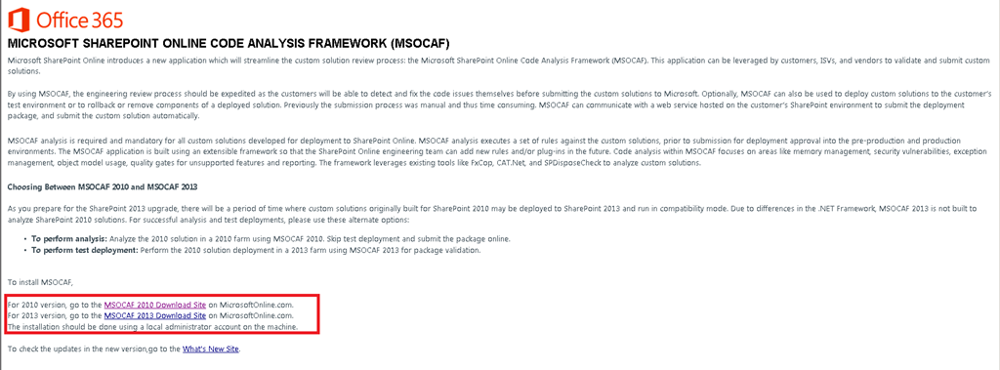 Office 365
MICROSOFT SHAREPOINT ONLINE CODE ANALYSIS FRAMEWORK (MSOCAF)
Microsoft SharePoint Online introduces a new application which will streamline the custom solution review process: the Microsoft SharePoint Online Code Analysis Framework (MSOCAF). This application can be leveraged by customers, ISVs, and vendors to validate and submit custom
solutions.
By using MSOCAF, the engineering review process should be expedited as the customers will be able to detect and fix the code issues themselves before submitting the custom solutions to Microsoft. Optionally, MSOCAF can also be used to deploy custom solutions to the customer's
test environment or to rollback or remove components of a deployed solution. Previously the submission process was manual and thus time consuming. MSOCAF can communicate with a web service hosted on the customer's SharePoint environment to submit the deployment
package, and submit the custom solution automatically.
MSOCAF analysis is required and mandatory for all custom solutions developed for deployment to SharePoint Online. MSOCAF analysis executes a set of rules against the custom solutions, prior to submission for deployment approval into the pre-production and production
environments. The MSOCAF application is built using an extensible framework so that the SharePoint Online engineering team can add new rules and/or plug-ins in the future. Code analysis within MSOCAF focuses on areas like memory management, security vulnerabilities, exception
management, object model usage, quality gates for unsupported features and reporting. The framework leverages existing tools like FxCop, CAT.Net, and SPDisposeCheck to analyze custom solutions.
Choosing Between MSOCAF 2010 and MSOCAF 2013
As you prepare for the SharePoint 2013 upgrade, there will be a period of time where custom solutions originally built for SharePoint 2010 may be deployed to SharePoint 2013 and run in compatibility mode. Due to differences in the .NET Framework, MSOCAF 2013 is not built to
analyze SharePoint 2010 solutions. For successful analysis and test deployments, please use these alternate options:
• To perform analysis: Analyze the 2010 solution in a 2010 farm using MSOCAF 2010. Skip test deployment and submit the package online.
• To perform test deployment: Perform the 2010 solution deployment in a 2013 farm using MSOCAF 2013 for package validation.
To install MSOCAF,
For 2010 version, go to the MSOCAF 2010 Download Site on MicrosoftOnline.com.
For 2013 version, go to the MSOCAF 2013 Download Site on MicrosoftOnline.com.
The installation should be done using a local administrator account on the machine.
To check the updates in the new version,go to the What's New Site.